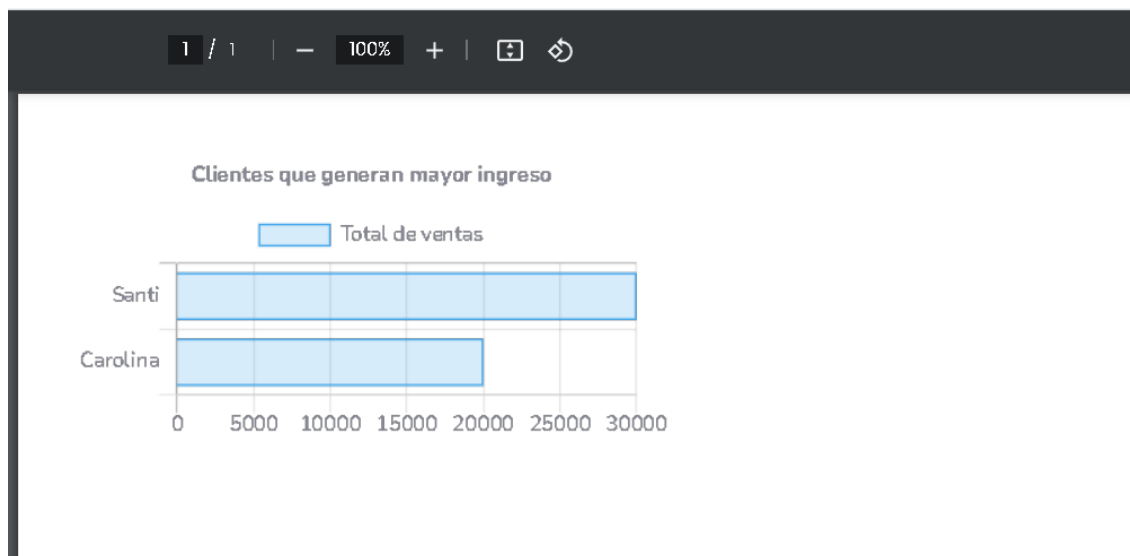 1 / 1 100%
Clientes que generan mayor ingreso
Total de ventas
Santi
Carolina
0 5000 10000 15000 20000 25000 30000